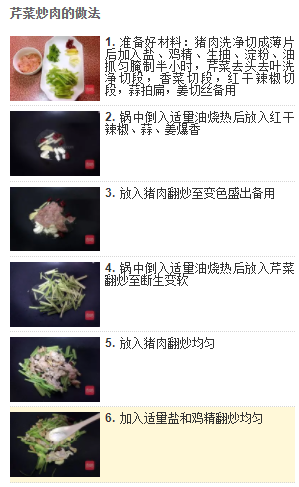 芹菜炒肉的做法
1. 准备好材料：猪肉洗净切成薄片
后加入盐、鸡精、生抽、淀粉、油
抓匀腌制半小时，芹菜去头去叶洗
净切段，香菜切段，红干辣椒切
段，蒜拍扁，姜切丝备用
2. 锅中倒入适量油烧热后放入红干
辣椒、蒜、姜爆香
3. 放入猪肉翻炒至变色盛出备用
4. 锅中倒入适量油烧热后放入芹菜
翻炒至断生变软
5. 放入猪肉翻炒均匀
6. 加入适量盐和鸡精翻炒均匀